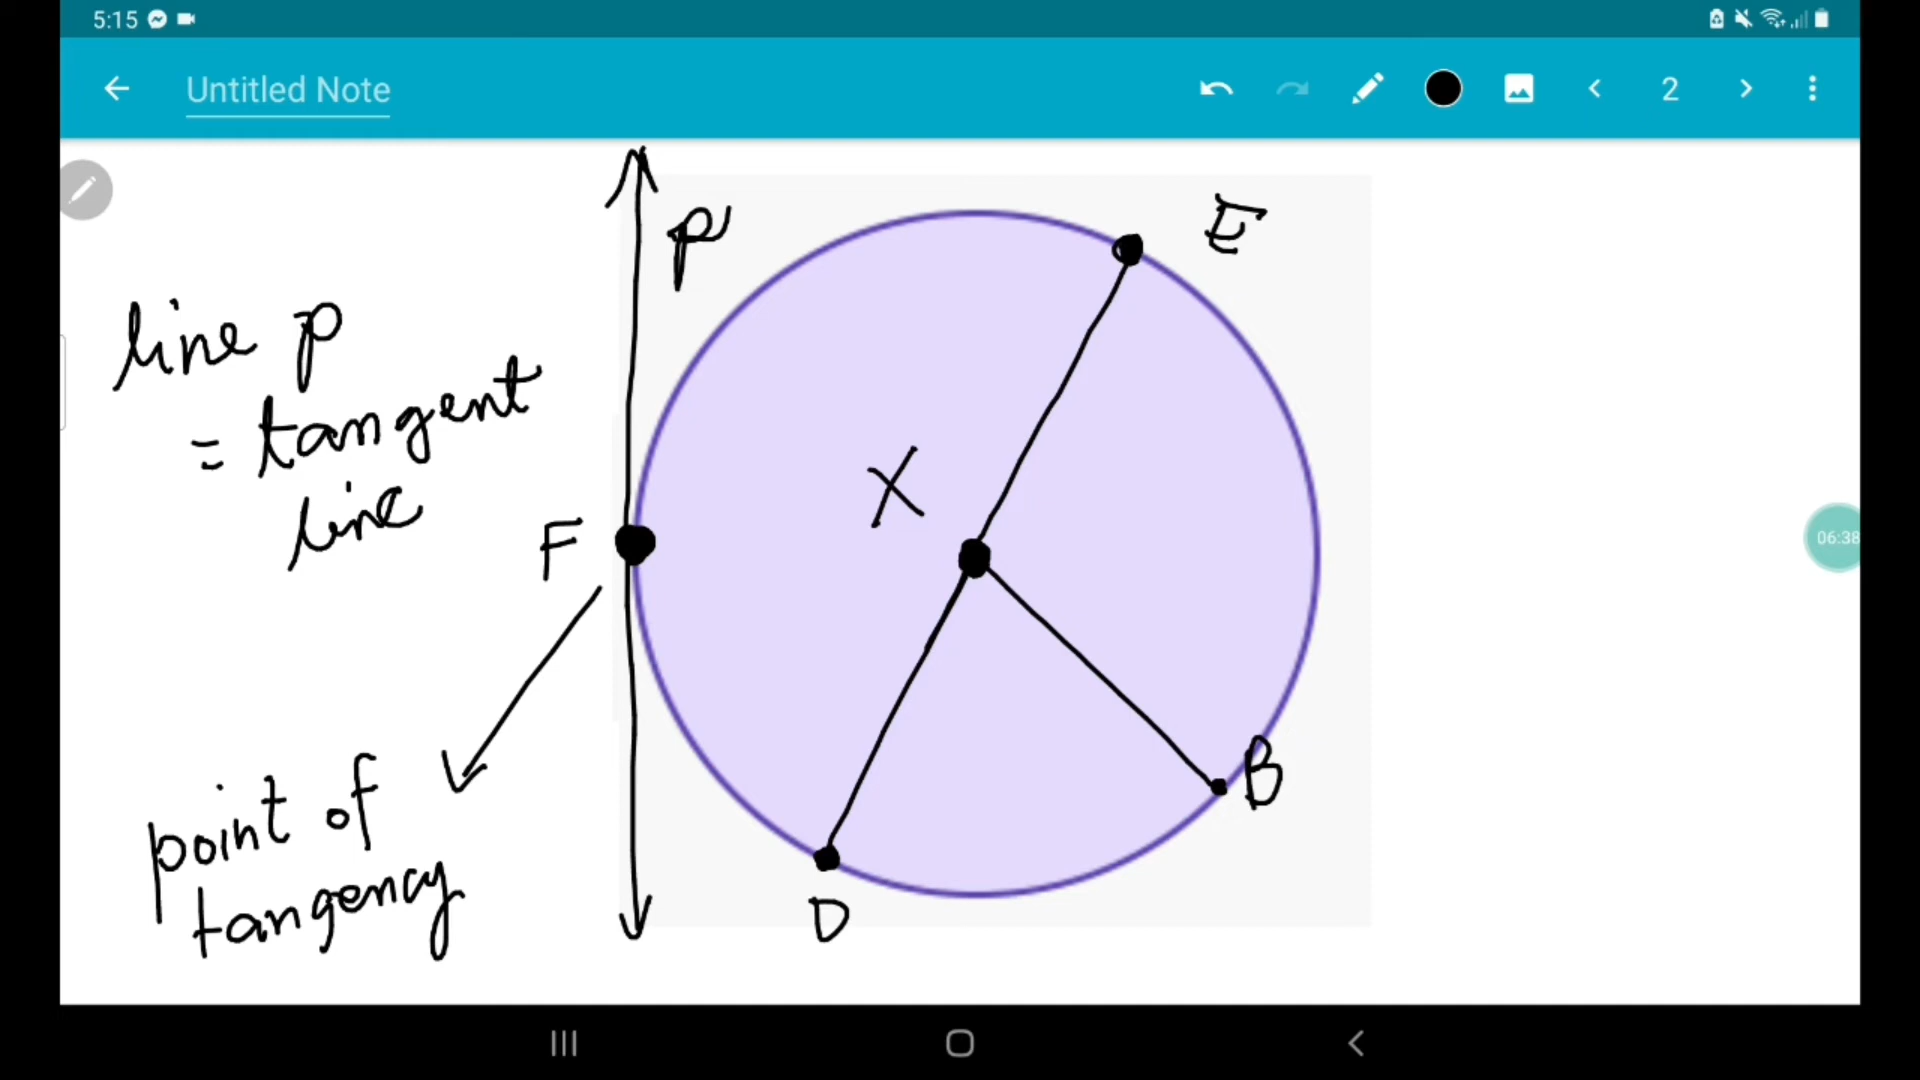 5:15
Untitled Note
2
P
E
line p
= tangent
line
X
F
06:38
B
point of
tangency
D